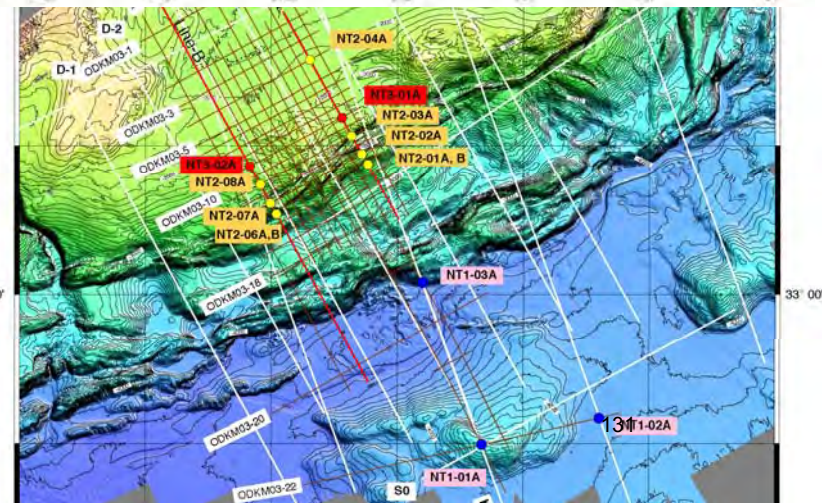 D-2
Line-B
NT2-04A
ODKM03-1
D-1
NT3-01A
NT2-03A
ODKM03-3
NT2-02A
ODKM03-5
NT2-01A, B
NT3-02A
NT2-08A
ODKM03-10
NT2-07A
NT2-06A,B
NT1-03A
ODKM03-18
33° 00'
131
NT1-02A
ODKM03-20
NT1-01A
ODKM03-22
S0